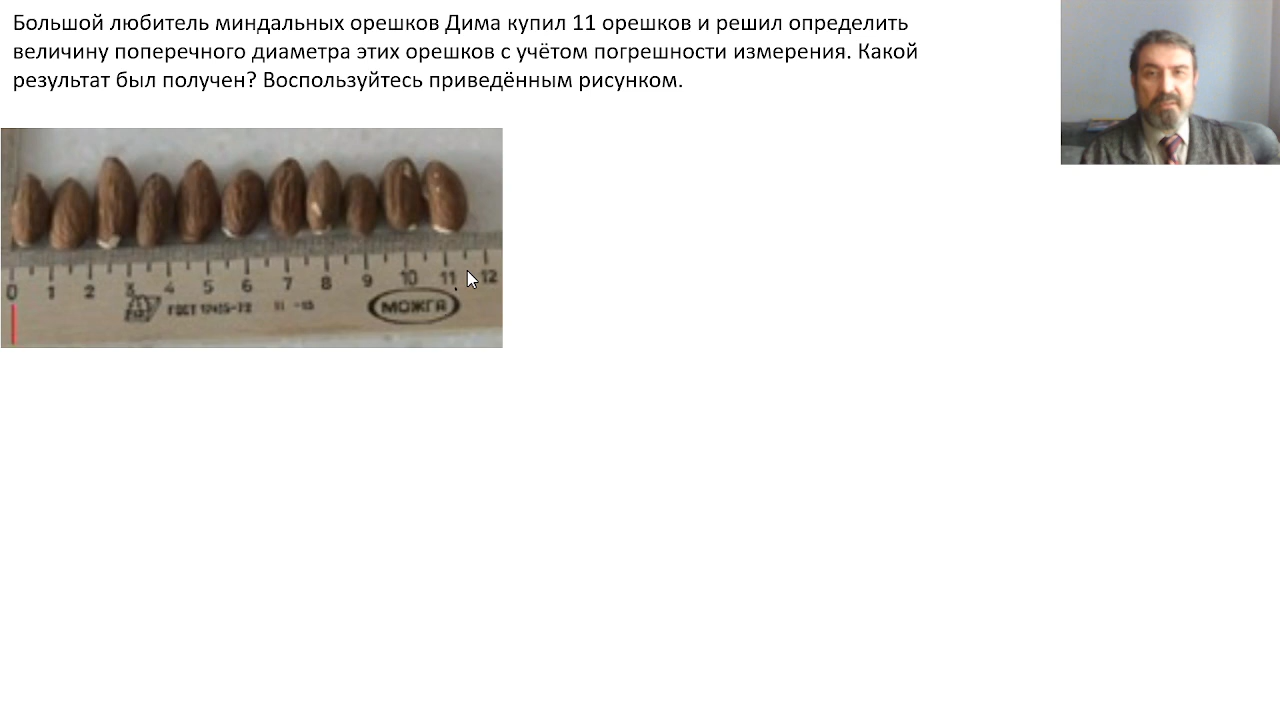 Большой любитель миндальных орешков Дима купил 11 орешков и решил определить
величину поперечного диаметра этих орешков с учётом погрешности измерения. Какой
результат был получен? Воспользуйтесь приведённым рисунком.
0 1 2 3 4 5 6 7 8 9 10 11 12
ГОСТ 17435-72
МОЖГА